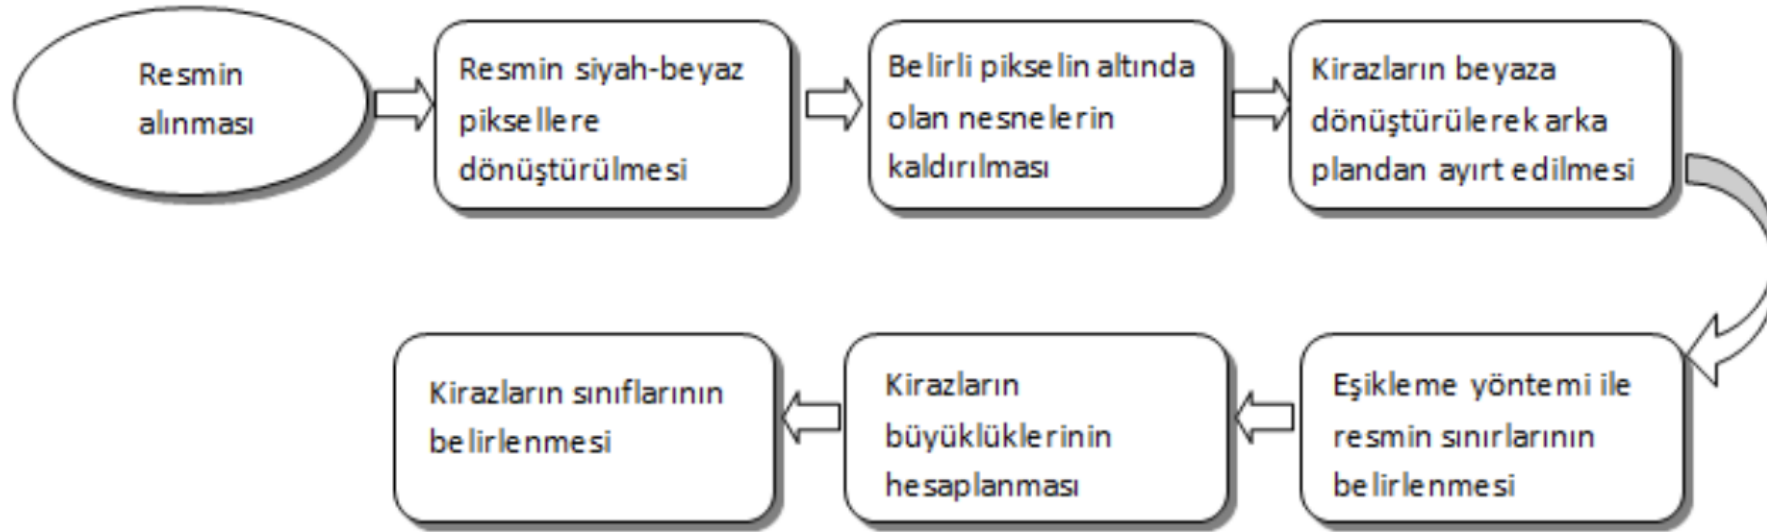 Resmin
alınması
Resmin siyah-beyaz
piksellere
dönüştürülmesi
Belirli pikselin altında
olan nesnelerin
kaldırılması
Kirazların beyaza
dönüştürülerek arka
plandan ayırt edilmesi
Eşikleme yöntemi ile
resmin sınırlarının
belirlenmesi
Kirazların
büyüklüklerinin
hesaplanması
Kirazların sınıflarının
belirlenmesi